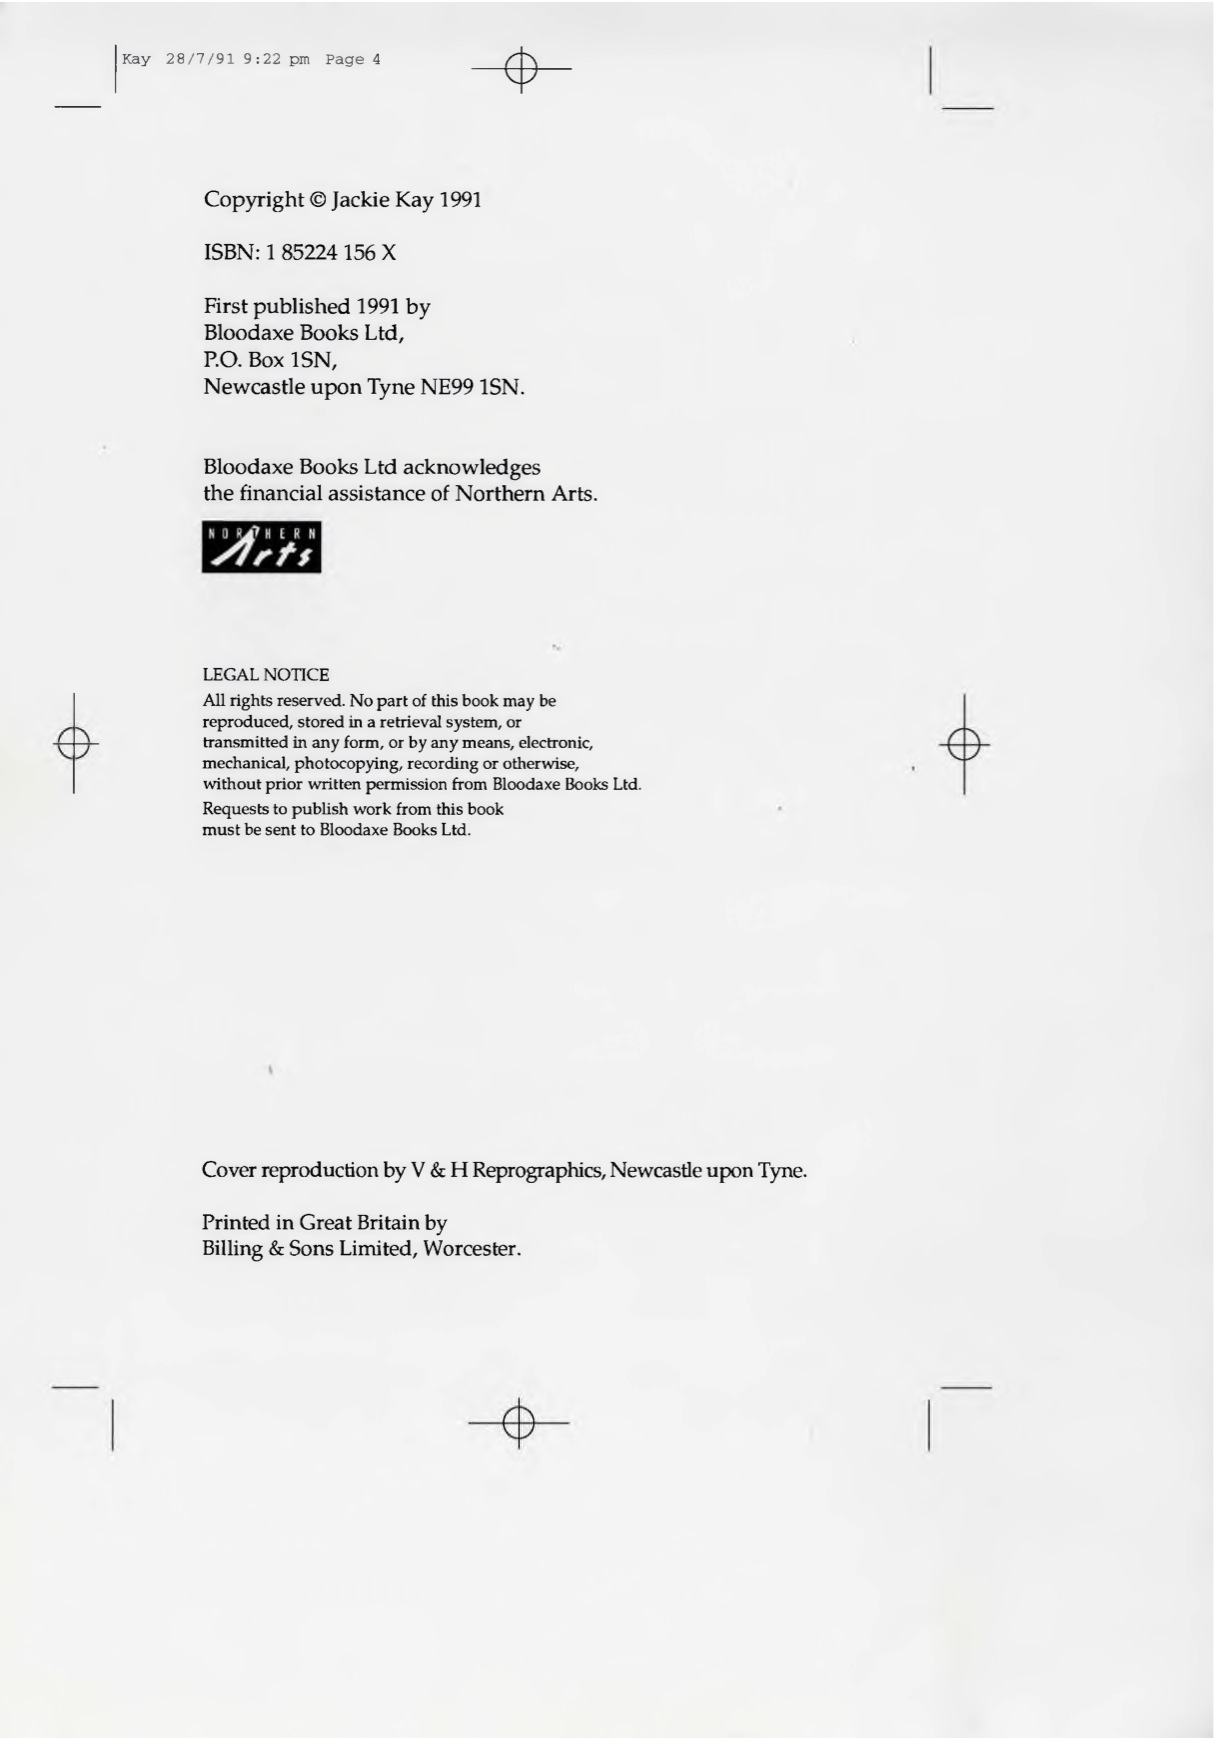 Kay 28/7/91 9:22 pm Page 4
Copyright © Jackie Kay 1991
ISBN: 1 85224 156 X
First published 1991 by
Bloodaxe Books Ltd,
P.O. Box 1SN,
Newcastle upon Tyne NE99 1SN.
Bloodaxe Books Ltd acknowledges
the financial assistance of Northern Arts.
NORTHERN
Arts
LEGAL NOTICE
All rights reserved. No part of this book may be
reproduced, stored in a retrieval system, or
transmitted in any form, or by any means, electronic,
mechanical, photocopying, recording or otherwise,
without prior written permission from Bloodaxe Books Ltd.
Requests to publish work from this book
must be sent to Bloodaxe Books Ltd.
Cover reproduction by V & H Reprographics, Newcastle upon Tyne.
Printed in Great Britain by
Billing & Sons Limited, Worcester.